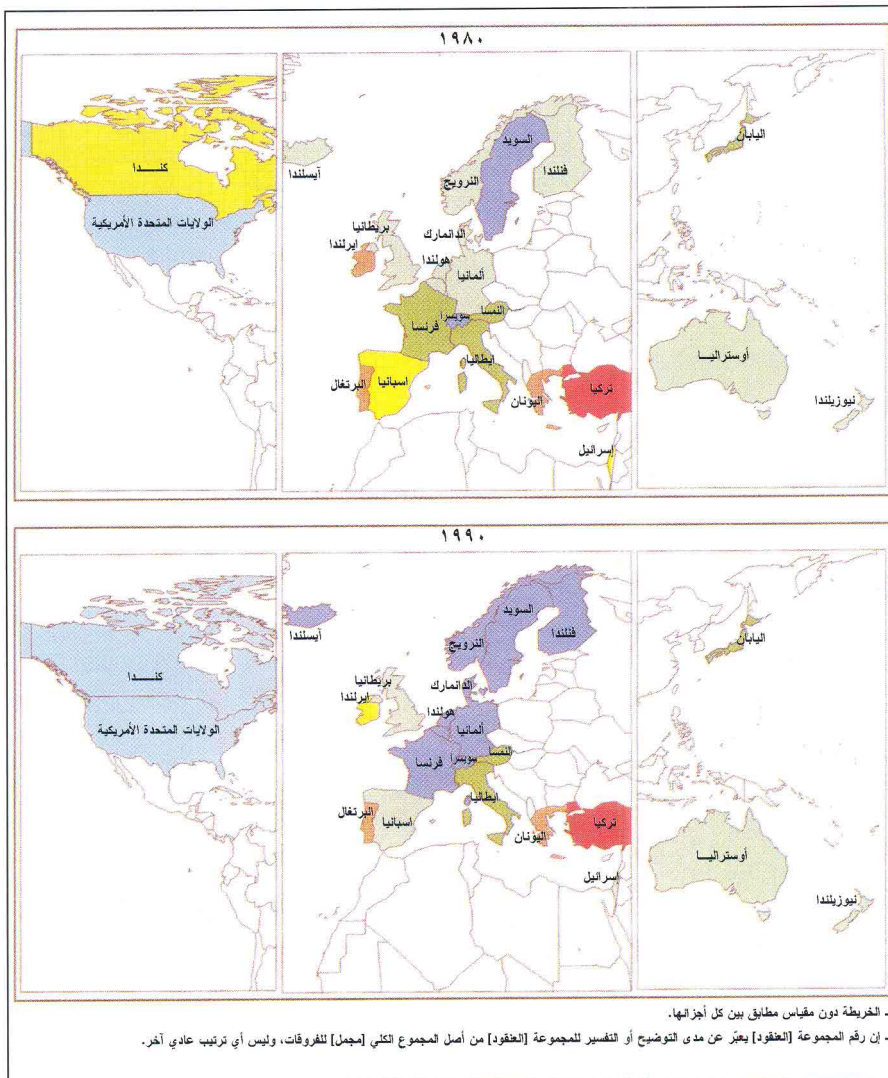 ١٩٨٠
كنـــدا
الولايات المتحدة الأمريكية
آيسلندا
السويد
فنلندا
النرويج
بريطانيا
ايرلندا
الدانمارك
هولندا
ألمانيا
النمسا
سويسرا
فرنسا
ايطاليا
اسبانيا
البرتغال
اليونان
تركيا
إسرائيل
اليابان
أوستراليـــا
نيوزيلندا
١٩٩٠
كنـــدا
الولايات المتحدة الأمريكية
آيسلندا
السويد
فنلندا
النرويج
بريطانيا
ايرلندا
الدانمارك
هولندا
ألمانيا
النمسا
سويسرا
فرنسا
ايطاليا
اسبانيا
البرتغال
اليونان
تركيا
إسرائيل
اليابان
أوستراليـــا
نيوزيلندا
ـ الخريطة دون مقياس مطابق بين كل أجزائها.
ـ إن رقم المجموعة [العنقود] يعبّر عن مدى التوضيح أو التفسير للمجموعة [العنقود] من أصل المجموع الكلي [مجمل] للفروقات، وليس أي ترتيب عادي آخر.